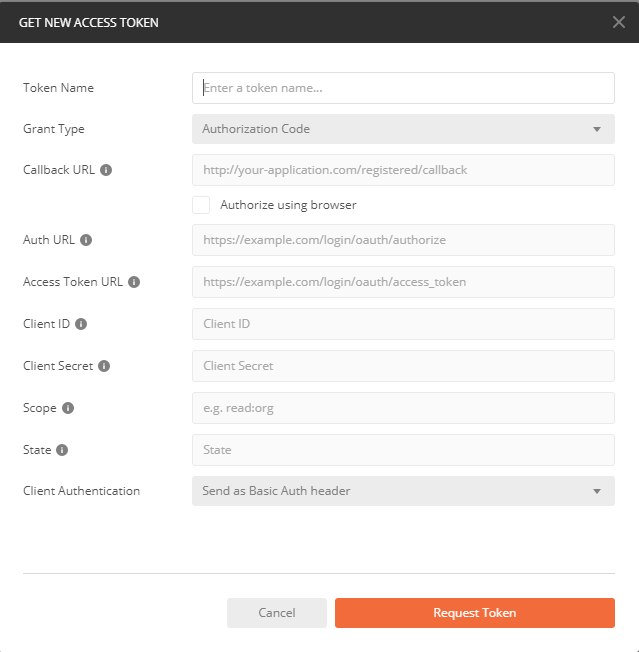 GET NEW ACCESS TOKEN
Token Name
Enter a token name...
Grant Type
Authorization Code
Callback URL
http://your-application.com/registered/callback
Authorize using browser
Auth URL
https://example.com/login/oauth/authorize
Access Token URL
https://example.com/login/oauth/access_token
Client ID
Client ID
Client Secret
Client Secret
Scope
e.g. read:org
State
State
Client Authentication
Send as Basic Auth header
Cancel
Request Token